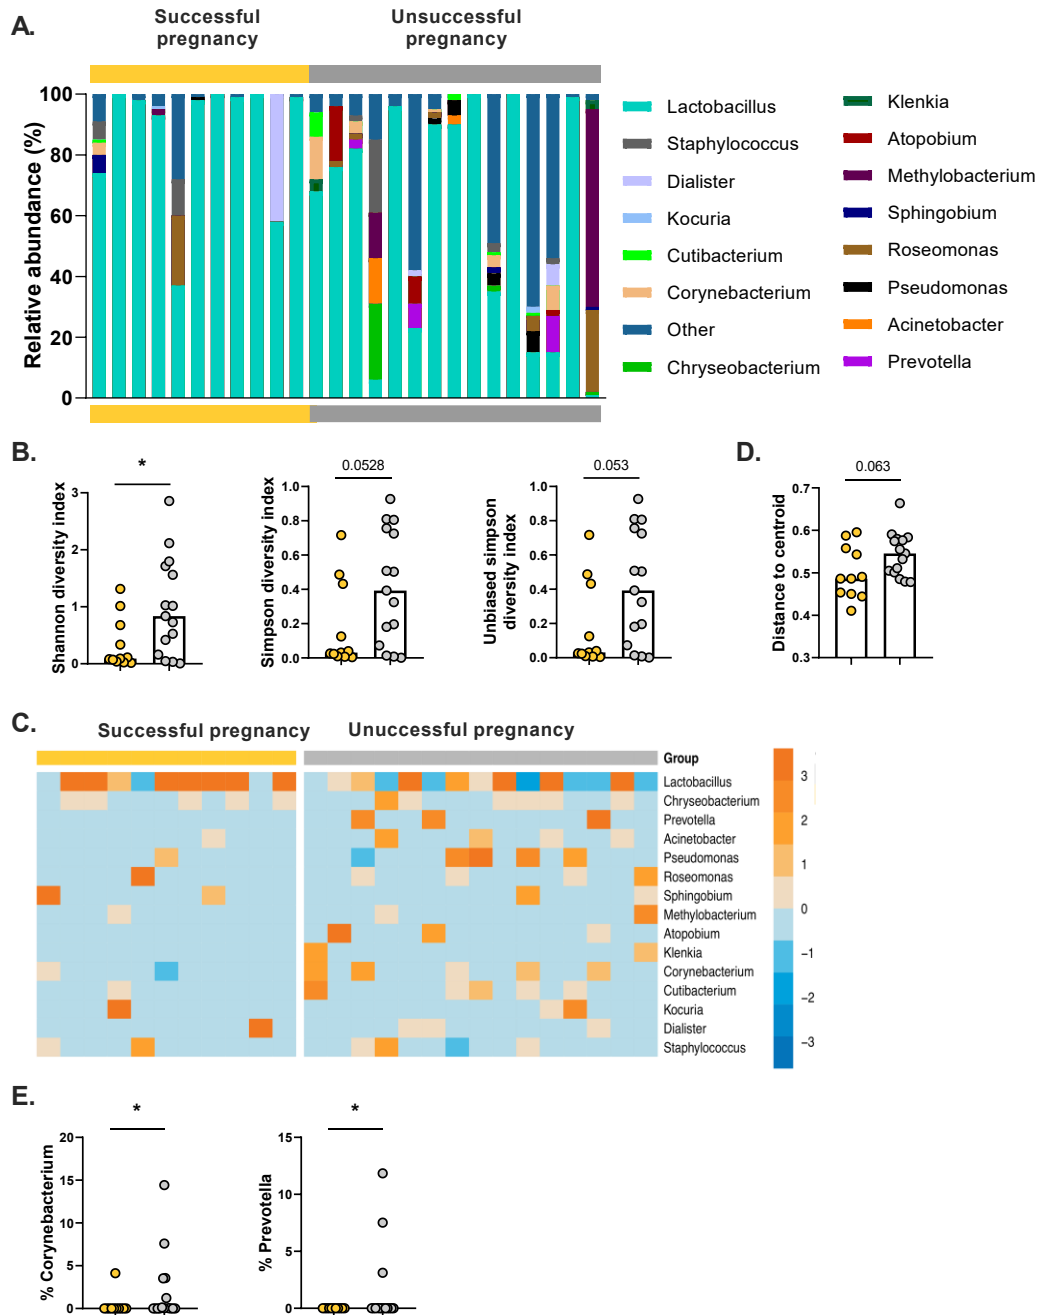 A.
Successful
pregnancy
Unsuccessful
pregnancy
Relative abundance (%)
100
80
60
40
20
0
Lactobacillus
Staphylococcus
Dialister
Kocuria
Cutibacterium
Corynebacterium
Other
Chryseobacterium
Klenkia
Atopobium
Methylobacterium
Sphingobium
Roseomonas
Pseudomonas
Acinetobacter
Prevotella
B.
Shannon diversity index
3
2
1
0
*
Simpson diversity index
1.0
0.8
0.6
0.4
0.2
0.0
0.0528
Unbiased simpson
diversity index
1.0
0.8
0.6
0.4
0.2
0.0
0.053
D.
Distance to centroid
0.7
0.6
0.5
0.4
0.3
0.063
C.
Successful pregnancy
Unuccessful pregnancy
Group
Lactobacillus
Chryseobacterium
Prevotella
Acinetobacter
Pseudomonas
Roseomonas
Sphingobium
Methylobacterium
Atopobium
Klenkia
Corynebacterium
Cutibacterium
Kocuria
Dialister
Staphylococcus
3
2
1
0
−1
−2
−3
E.
% Corynebacterium
20
15
10
5
0
*
% Prevotella
15
10
5
0
*